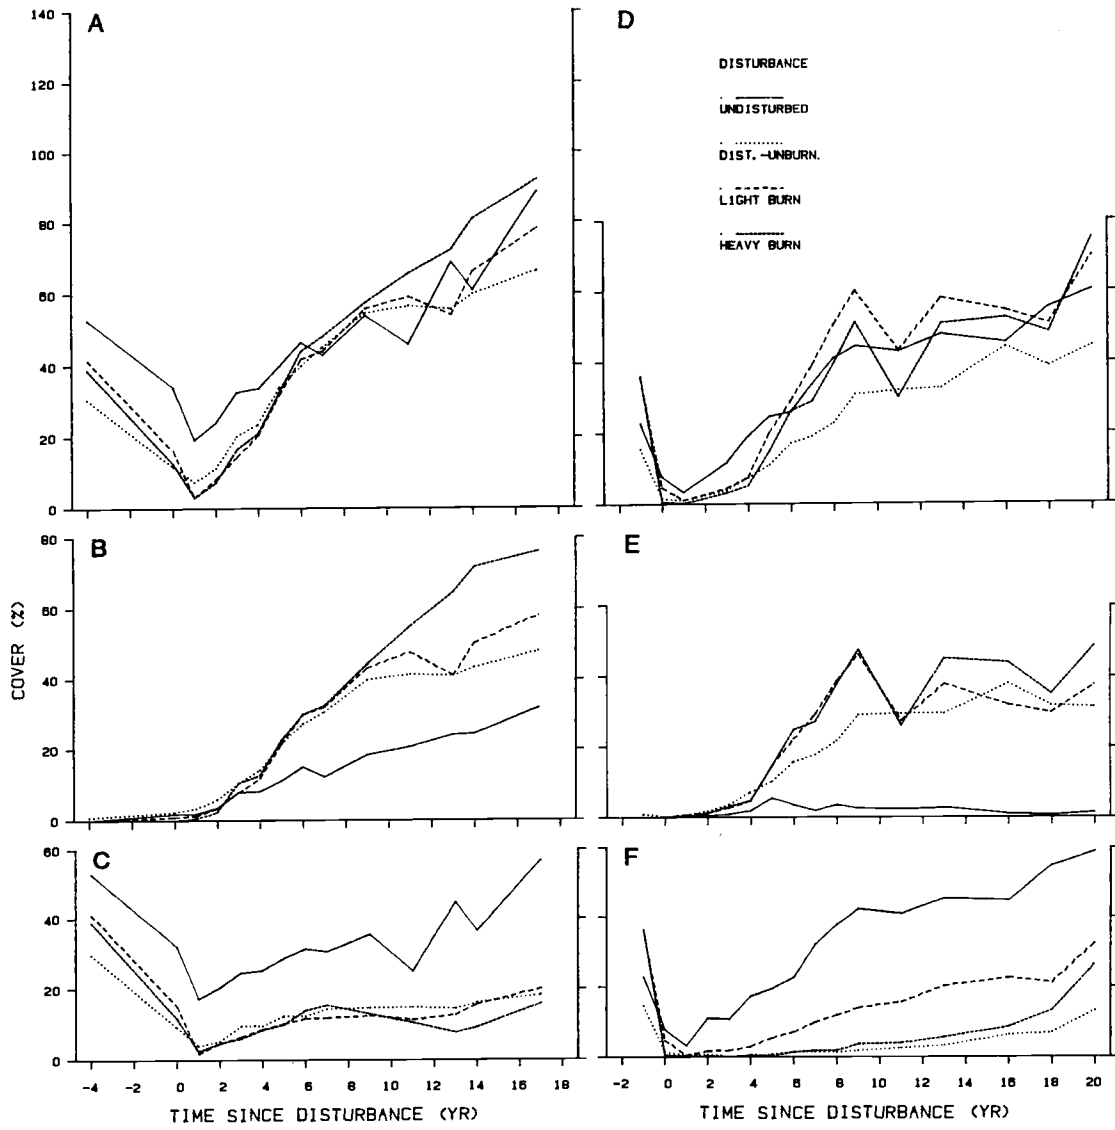 A
140
120
100
80
60
40
20
0
D
DISTURBANCE
UNDISTURBED
DIST.-UNBURN.
LIGHT BURN
HEAVY BURN
B
80
60
40
20
0
COVER (%)
E
C
60
40
20
0
F
-4 -2 0 2 4 6 8 10 12 14 16 18
TIME SINCE DISTURBANCE (YR)
-2 0 2 4 6 8 10 12 14 16 18 20
TIME SINCE DISTURBANCE (YR)